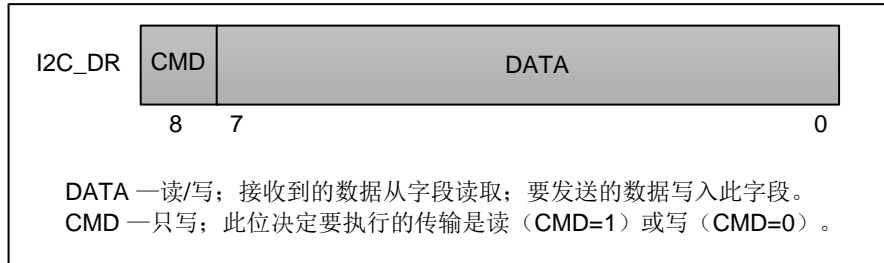 I2C_DR CMD DATA
8 7 0
DATA —读/写；接收到的数据从字段读取；要发送的数据写入此字段。
CMD —只写；此位决定要执行的传输是读（CMD=1）或写（CMD=0）。